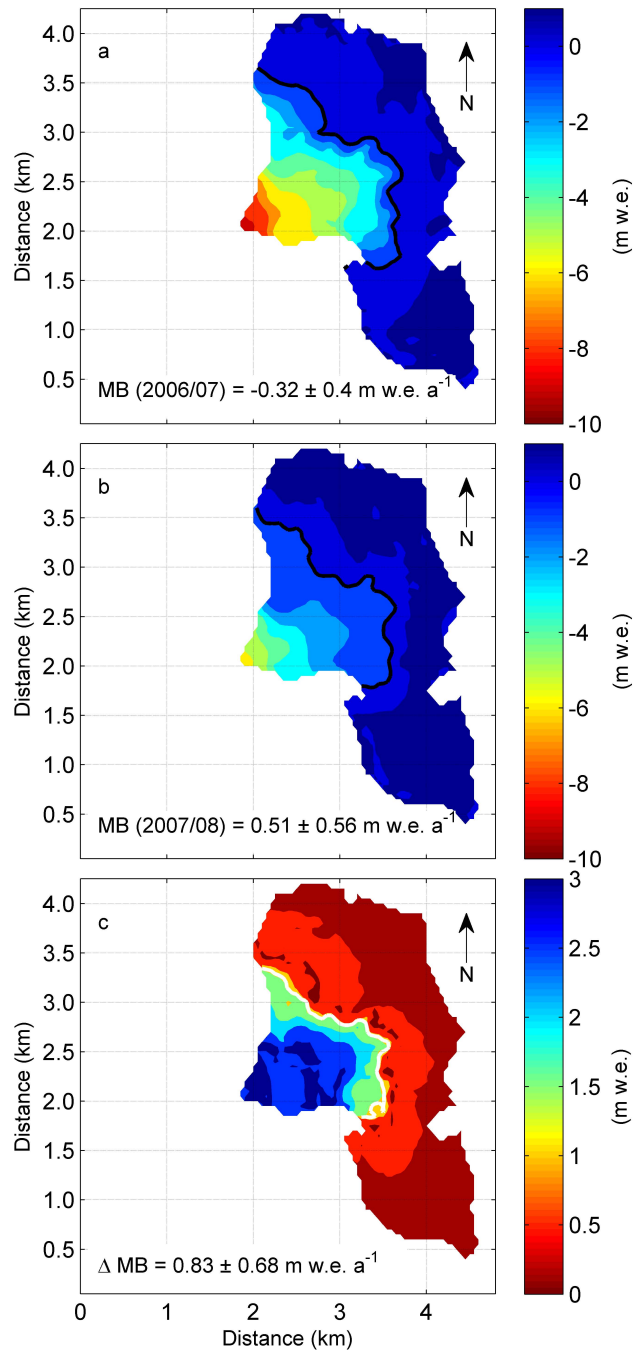 a
4.0
3.5
3.0
2.5
2.0
1.5
1.0
0.5
Distance (km)
N
MB (2006/07) = -0.32 ± 0.4 m w.e. a⁻¹
0
-2
-4
-6
-8
-10
(m w.e.)
b
4.0
3.5
3.0
2.5
2.0
1.5
1.0
0.5
Distance (km)
N
MB (2007/08) = 0.51 ± 0.56 m w.e. a⁻¹
0
-2
-4
-6
-8
-10
(m w.e.)
c
4.0
3.5
3.0
2.5
2.0
1.5
1.0
0.5
Distance (km)
N
Δ MB = 0.83 ± 0.68 m w.e. a⁻¹
3
2.5
2
1.5
1
0.5
0
(m w.e.)
0 1 2 3 4
Distance (km)